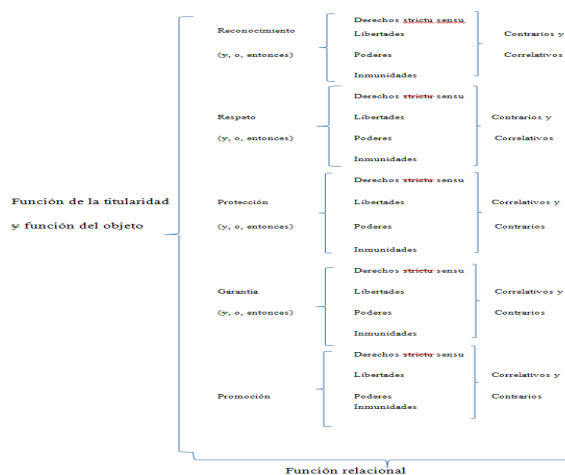 Función de la titularidad
y función del objeto
Reconocimiento
(y, o, entonces)
Derechos strictu sensu
Libertades
Poderes
Inmunidades
Contrarios y
Correlativos
Respeto
(y, o, entonces)
Derechos strictu sensu
Libertades
Poderes
Inmunidades
Contrarios y
Correlativos
Protección
(y, o, entonces)
Derechos strictu sensu
Libertades
Poderes
Inmunidades
Correlativos y
Contrarios
Garantía
(y, o, entonces)
Derechos strictu sensu
Libertades
Poderes
Inmunidades
Correlativos y
Contrarios
Promoción
Derechos strictu sensu
Libertades
Poderes
Inmunidades
Correlativos y
Contrarios
Función relacional